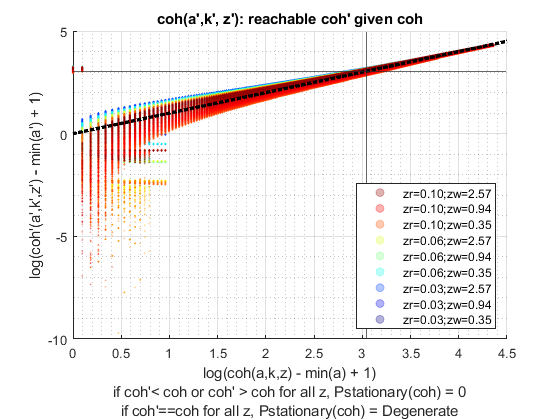 coh(a',k', z'): reachable coh' given coh
5
0
-5
-10
log(coh'(a',k,z') - min(a') + 1)
zr=0.10;zw=2.57
zr=0.10;zw=0.94
zr=0.10;zw=0.35
zr=0.06;zw=2.57
zr=0.06;zw=0.94
zr=0.06;zw=0.35
zr=0.03;zw=2.57
zr=0.03;zw=0.94
zr=0.03;zw=0.35
0 0.5 1 1.5 2 2.5 3 3.5 4 4.5
log(coh(a,k,z) - min(a) + 1)
if coh'< coh or coh' > coh for all z, Pstationary(coh) = 0
if coh'==coh for all z, Pstationary(coh) = Degenerate